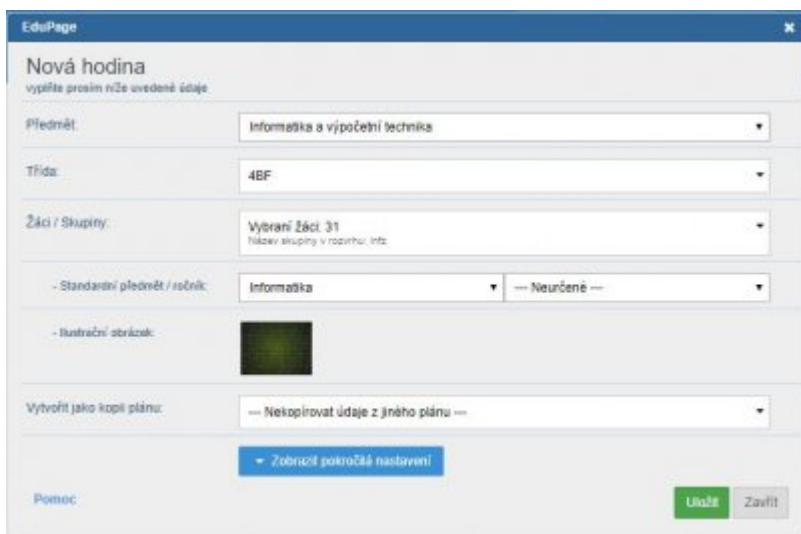 EduPage
Nová hodina
vyplňte prosím níže uvedené údaje
Předmět:
Informatika a výpočetní technika
Třída:
4BF
Žáci / Skupiny:
Vybraní žáci: 31
Název skupiny v rozvrhu: Infz
- Standardní předmět / ročník:
Informatika
--- Neurčené ---
- Ilustrační obrázek:
Vytvořit jako kopii plánu:
--- Nekopírovat údaje z jiného plánu ---
Zobrazit pokročilá nastavení
Pomoc
Uložit
Zavřít